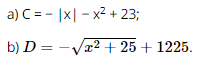 a) C = - |x| - x² + 23;
b) D = −√x² + 25 + 1225.